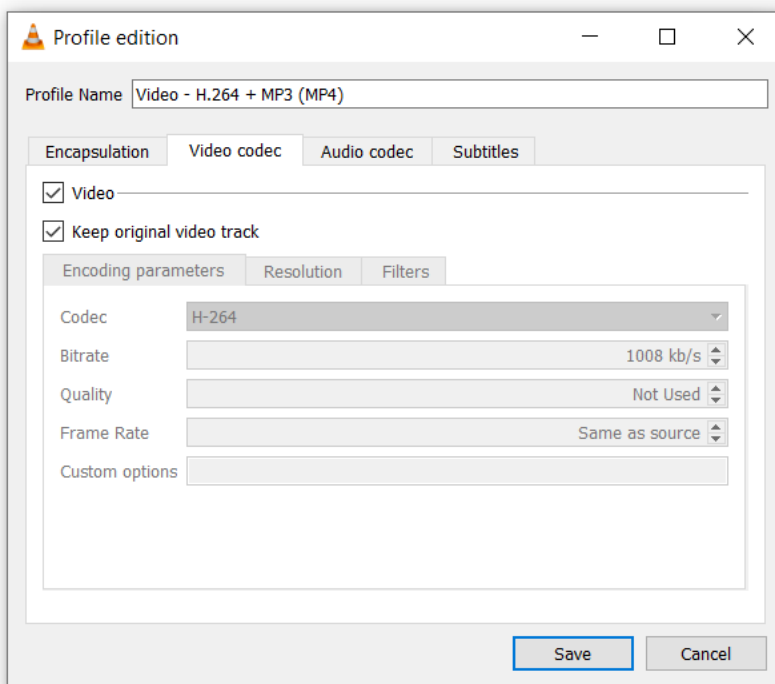 Profile edition
Profile Name Video - H.264 + MP3 (MP4)
Encapsulation Video codec Audio codec Subtitles
Video
Keep original video track
Encoding parameters Resolution Filters
Codec H-264
Bitrate 1008 kb/s
Quality Not Used
Frame Rate Same as source
Custom options
Save Cancel